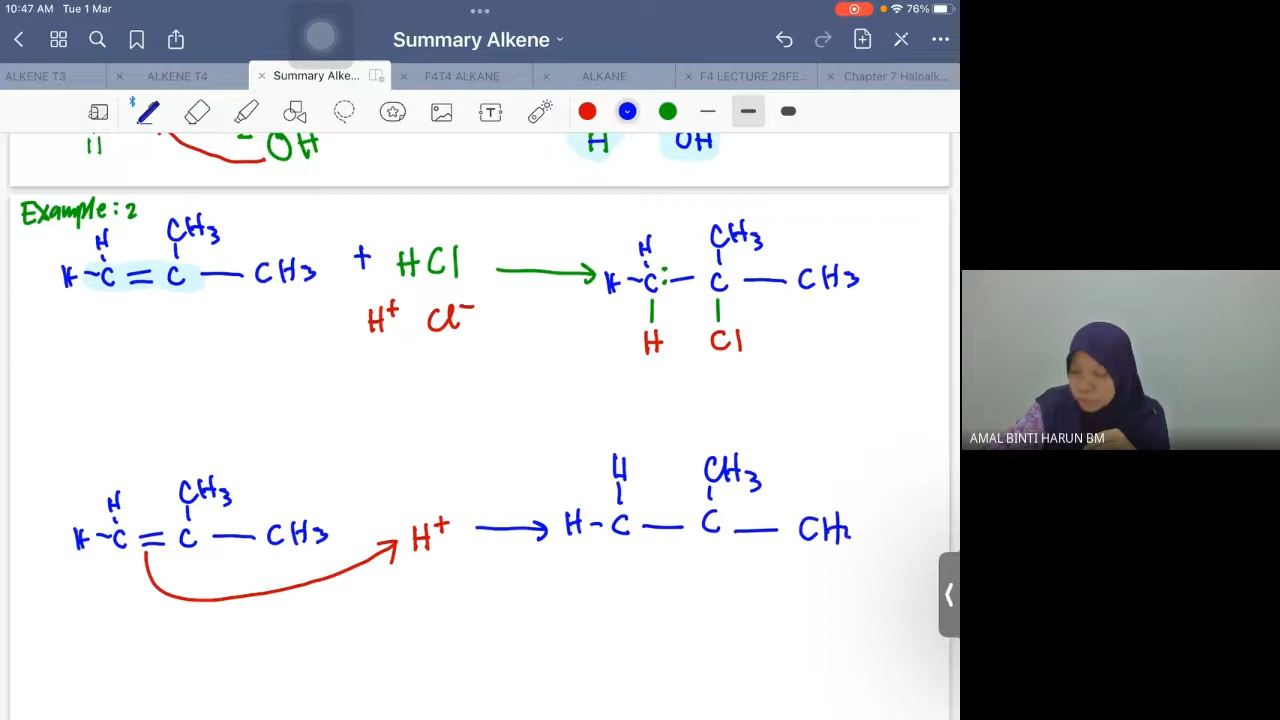 10:47 AM Tue 1 Mar
76%
Summary Alkene
ALKENE T3
ALKENE T4
Summary Alke...
F4T4 ALKANE
ALKANE
F4 LECTURE 28FE...
Chapter 7 Haloalk...
T
H OH
H OH
Example: 2
H CH3 H CH3
H - C = C — CH3 + HCl → H - C : — C — CH3
H+ Cl- H Cl
AMAL BINTI HARUN BM
H CH3 H CH3
H - C = C — CH3 H+ → H - C — C — CH